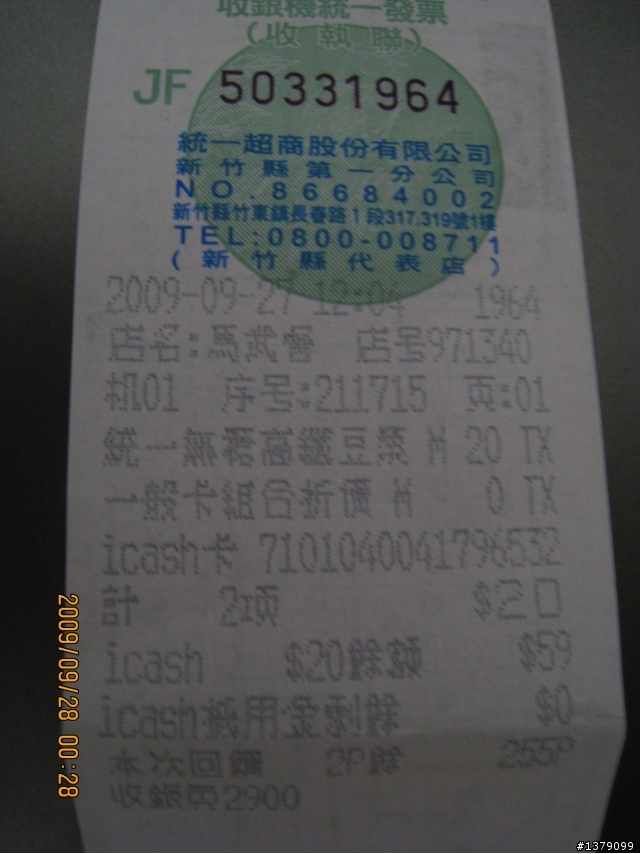 收銀機統一發票
(收執聯)
JF 50331964
統一超商股份有限公司
新竹縣第一分公司
NO.86684002
新竹縣竹東鎮長春路1段317.319號1樓
TEL:0800-008711
(新竹縣代表店)
2009-09-27 12:04 1964
店名:馬武督 店号971340
机01 序号:211715 页:01
統一無糖高纖豆漿 M 20 TX
一般卡組合折價 M 0 TX
icash卡 7101040041796532
計 2项 $20
icash $20餘額 $59
icash抵用金剩餘 $0
本次回饋 2P餘 255P
收銀員2900
2009/09/28 00:28
#1379099